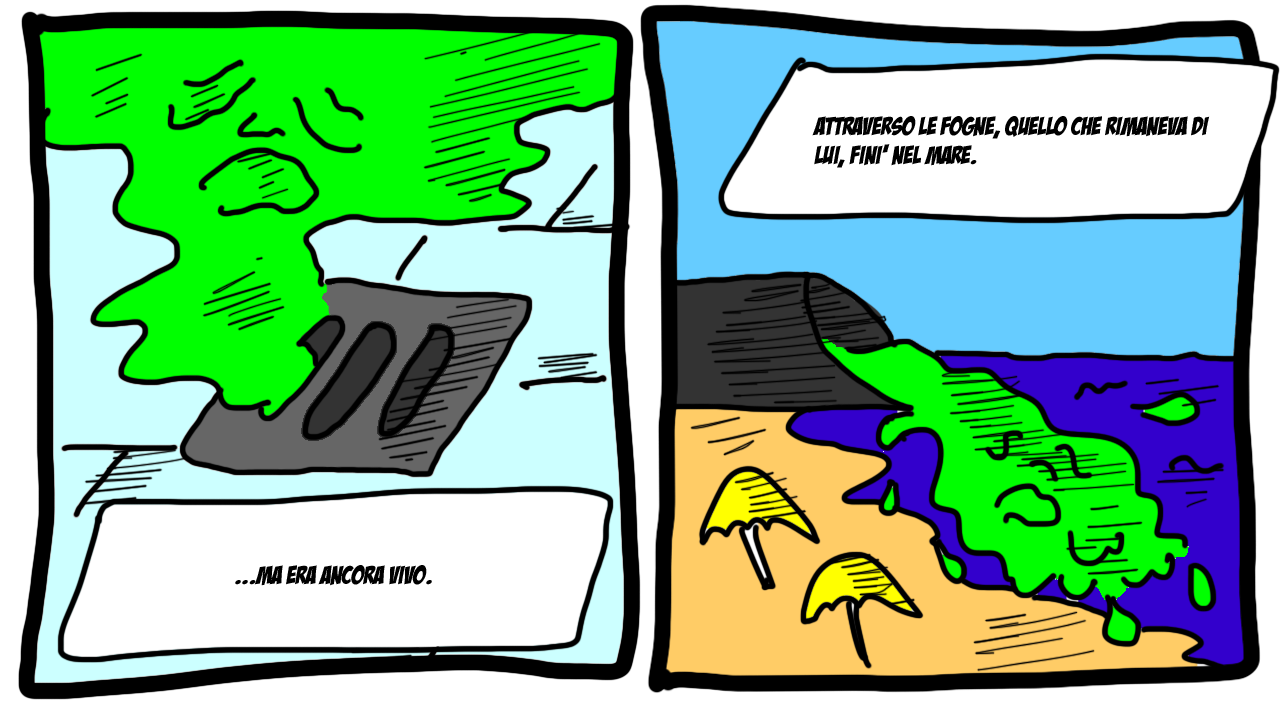 ...MA ERA ANCORA VIVO.
ATTRAVERSO LE FOGNE, QUELLO CHE RIMANEVA DI
LUI, FINI' NEL MARE.